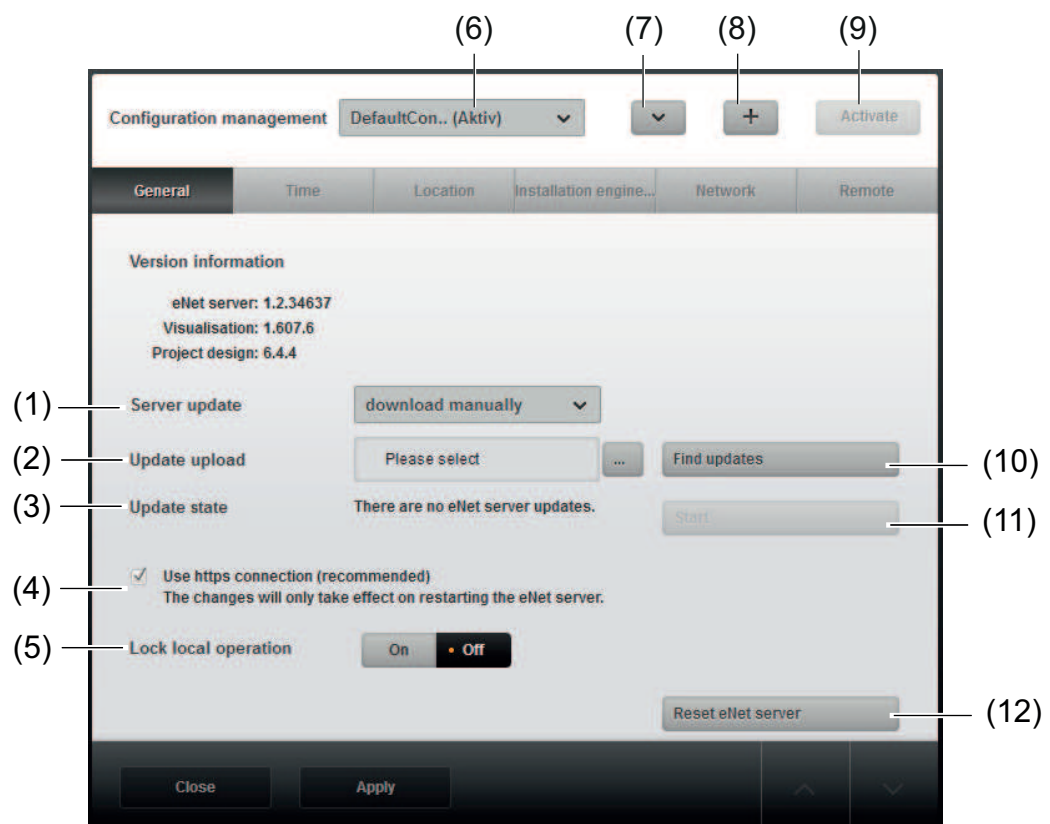 (6) (7) (8) (9)
Configuration management DefaultCon.. (Aktiv) + Activate
General Time Location Installation engine... Network Remote
Version information
eNet server: 1.2.34637
Visualisation: 1.607.6
Project design: 6.4.4
(1) Server update download manually
(2) Update upload Please select ... Find updates (10)
(3) Update state There are no eNet server updates. Start (11)
(4) Use https connection (recommended)
The changes will only take effect on restarting the eNet server.
(5) Lock local operation On • Off
Reset eNet server (12)
Close Apply